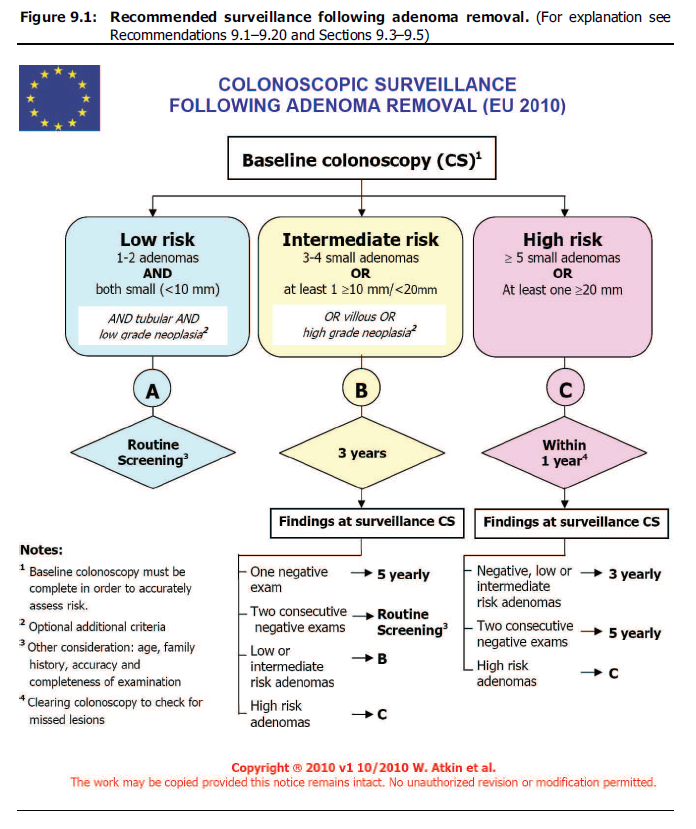 Figure 9.1: Recommended surveillance following adenoma removal. (For explanation see
Recommendations 9.1–9.20 and Sections 9.3–9.5)
COLONOSCOPIC SURVEILLANCE
FOLLOWING ADENOMA REMOVAL (EU 2010)
Baseline colonoscopy (CS)¹
Low risk
1-2 adenomas
AND
both small (<10 mm)
AND tubular AND
low grade neoplasia²
A
Routine
Screening³
Intermediate risk
3-4 small adenomas
OR
at least 1 ≥10 mm/<20mm
OR villous OR
high grade neoplasia²
B
3 years
High risk
≥ 5 small adenomas
OR
At least one ≥20 mm
C
Within
1 year⁴
Findings at surveillance CS
One negative
exam
5 yearly
Two consecutive
negative exams
Routine
Screening³
Low or
intermediate
risk adenomas
B
High risk
adenomas
C
Findings at surveillance CS
Negative, low or
intermediate
risk adenomas
3 yearly
Two consecutive
negative exams
5 yearly
High risk
adenomas
C
Notes:
¹ Baseline colonoscopy must be
complete in order to accurately
assess risk.
² Optional additional criteria
³ Other consideration: age, family
history, accuracy and
completeness of examination
⁴ Clearing colonoscopy to check for
missed lesions
Copyright ® 2010 v1 10/2010 W. Atkin et al.
The work may be copied provided this notice remains intact. No unauthorized revision or modification permitted.